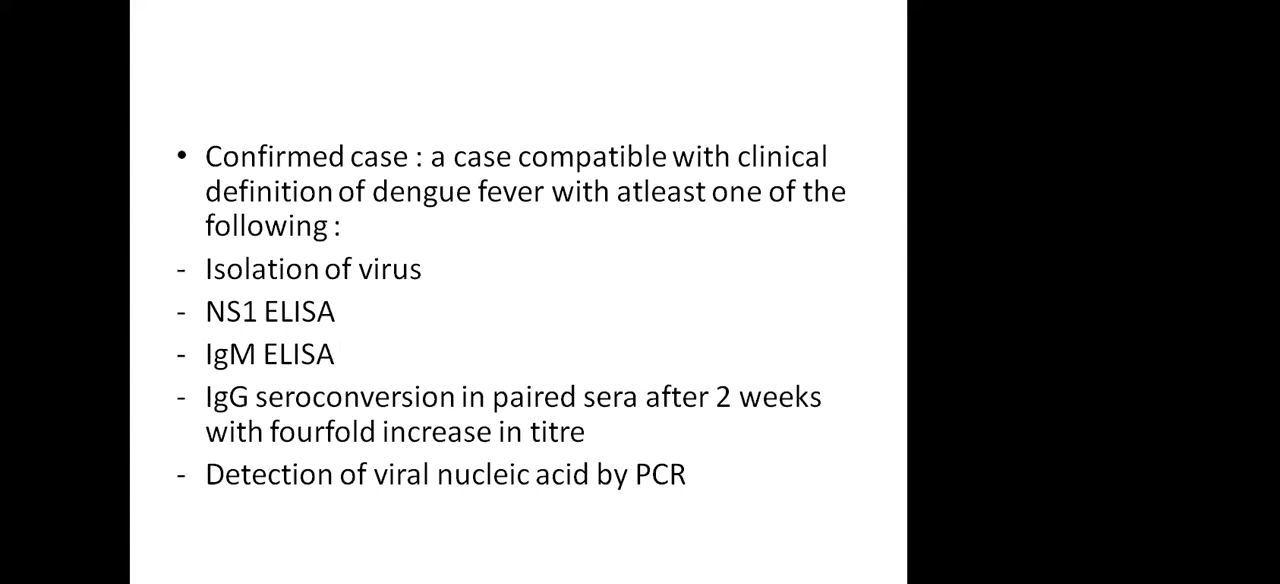 • Confirmed case : a case compatible with clinical
definition of dengue fever with atleast one of the
following :
- Isolation of virus
- NS1 ELISA
- IgM ELISA
- IgG seroconversion in paired sera after 2 weeks
with fourfold increase in titre
- Detection of viral nucleic acid by PCR